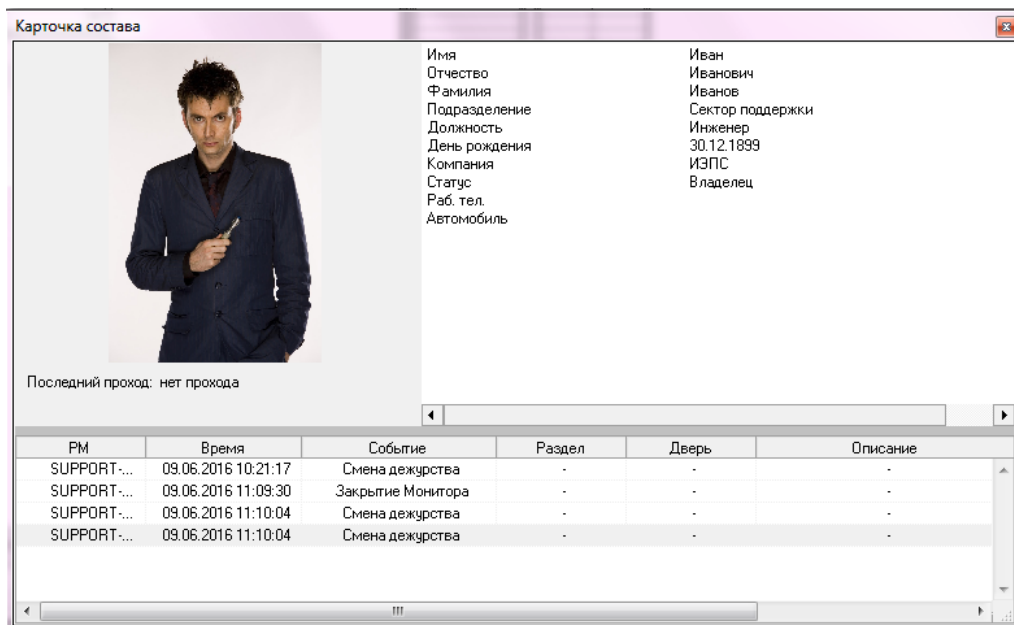 Карточка состава
Имя Иван
Отчество Иванович
Фамилия Иванов
Подразделение Сектор поддержки
Должность Инженер
День рождения 30.12.1899
Компания ИЭПС
Статус Владелец
Раб. тел.
Автомобиль
Последний проход: нет прохода
РМ Время Событие Раздел Дверь Описание
SUPPORT-... 09.06.2016 10:21:17 Смена дежурства - - -
SUPPORT-... 09.06.2016 11:09:30 Закрытие Монитора - - -
SUPPORT-... 09.06.2016 11:10:04 Смена дежурства - - -
SUPPORT-... 09.06.2016 11:10:04 Смена дежурства - - -